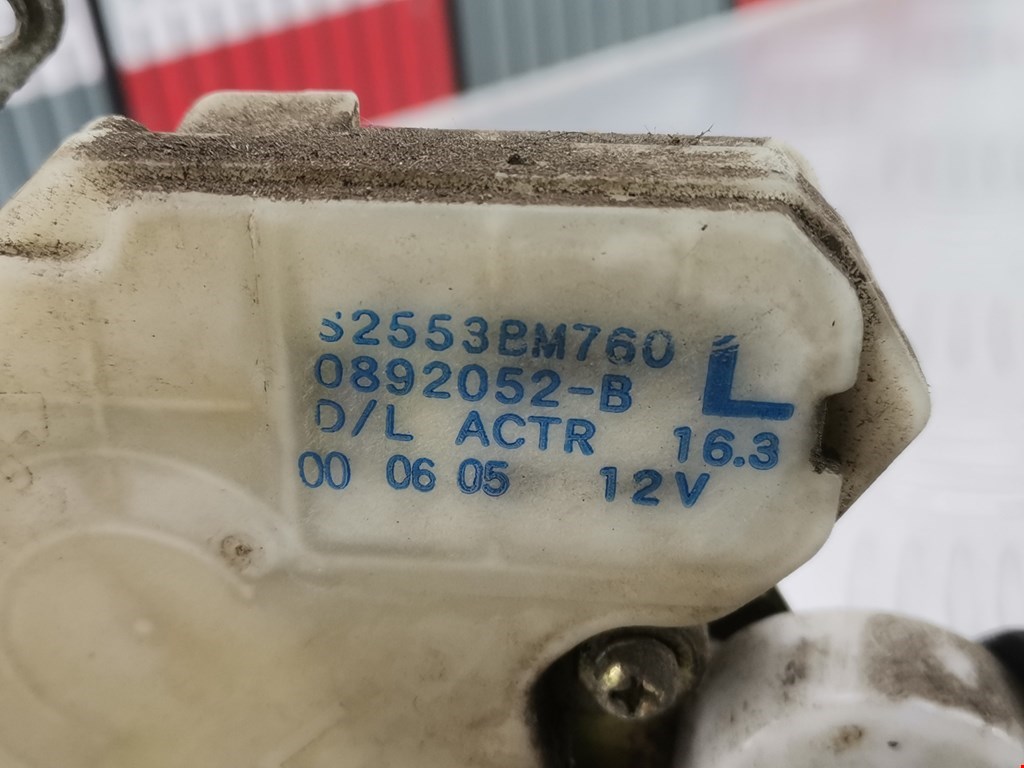 S2553BM760
0892052-B L
D/L ACTR 16.3
00 06 05 12V